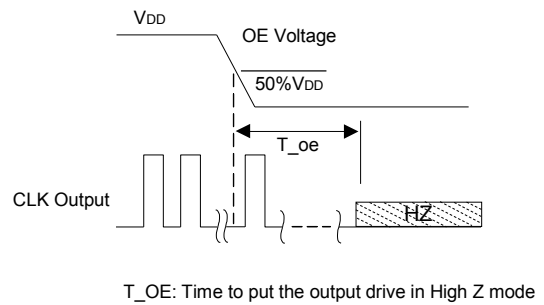 VDD
OE Voltage
50%VDD
T_oe
CLK Output
HZ
T_OE: Time to put the output drive in High Z mode